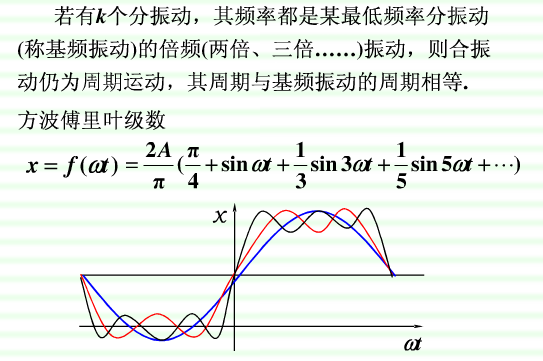 若有k个分振动，其频率都是某最低频率分振动
(称基频振动)的倍频(两倍、三倍……)振动，则合振
动仍为周期运动，其周期与基频振动的周期相等.
方波傅里叶级数
x = f(ωt) = 2A/π (π/4 + sin ωt + 1/3 sin 3ωt + 1/5 sin 5ωt + ⋯)
x
ωt